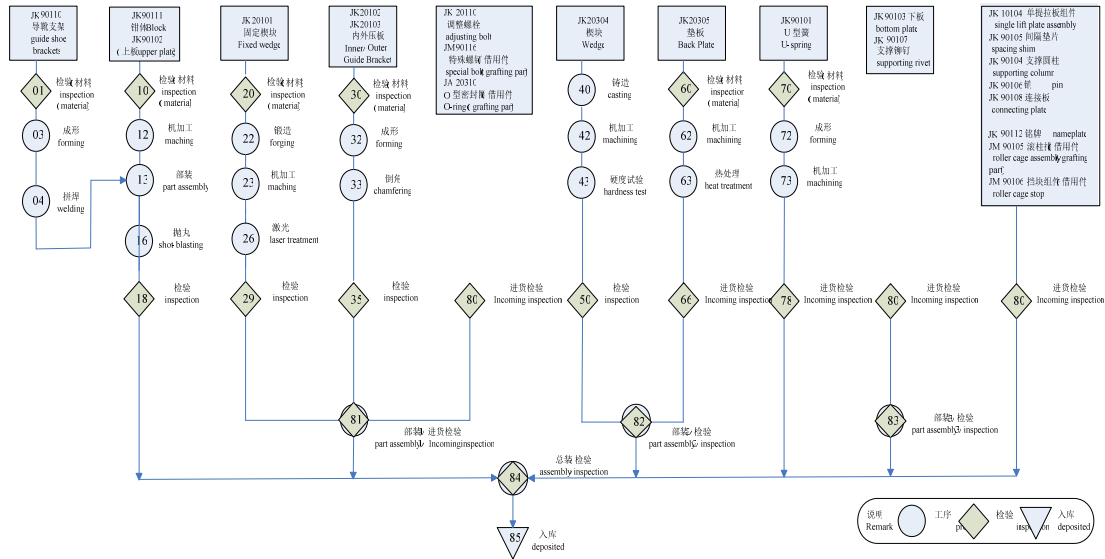 JK90110
导靴支架
guide shoe
brackets
JK90111
钳体Block
JK90102
(上板upper plate)
JK20101
固定楔块
Fixed wedge
JK20102
JK20103
内外压板
Inner/ Outer
Guide Bracket
JK 20110
调整螺栓
adjusting bolt
JM90116
特殊螺钉 借用件
special bolt( grafting part)
JA 20310
O 型密封圈 借用件
O-ring( grafting part)
JK20304
楔块
Wedge
JK20305
垫板
Back Plate
JK90101
U 型簧
U-spring
JK90103 下板
bottom plate
JK 90107
支撑铆钉
supporting rivet
JK 10104 单提拉板组件
single lift plate assembly
JK 90105 间隔垫片
spacing shim
JK 90104 支撑圆柱
supporting column
JK 90106 销 pin
JK 90108 连接板
connecting plate
JK 90112 铭牌 nameplate
JM 90105 滚柱排 借用件
roller cage assembly(grafting
part)
JM 90106 挡块组件 借用件
roller cage stop
01
检验(材料)
inspection
(material)
03
成形
forming
04
拼焊
welding
10
检验(材料)
inspection
(material)
12
机加工
maching
13
部装
part assembly
16
抛丸
shot-blasting
18
检验
inspection
20
检验(材料)
inspection
(material)
22
锻造
forging
23
机加工
maching
26
激光
laser treatment
29
检验
inspection
30
检验(材料)
inspection
(material)
32
成形
forming
33
倒角
chamfering
35
检验
inspection
80
进货检验
Incoming inspection
40
铸造
casting
42
机加工
machining
43
硬度试验
hardness test
50
检验
inspection
60
检验(材料)
inspection
(material)
62
机加工
machining
63
热处理
heat treatment
66
进货检验
Incoming inspection
70
检验(材料)
inspection
(material)
72
成形
forming
73
机加工
machining
78
进货检验
Incoming inspection
80
进货检验
Incoming inspection
80
进货检验
Incoming inspection
81
部装1/ 进货检验
part assembly1/ Incominginspection
82
部装2/ 检验
part assembly2/ inspection
83
部装3/ 检验
part assembly3/ inspection
84
总装/ 检验
assembly/inspection
85
入库
deposited
说明
Remark
工序
检验
入库
deposited